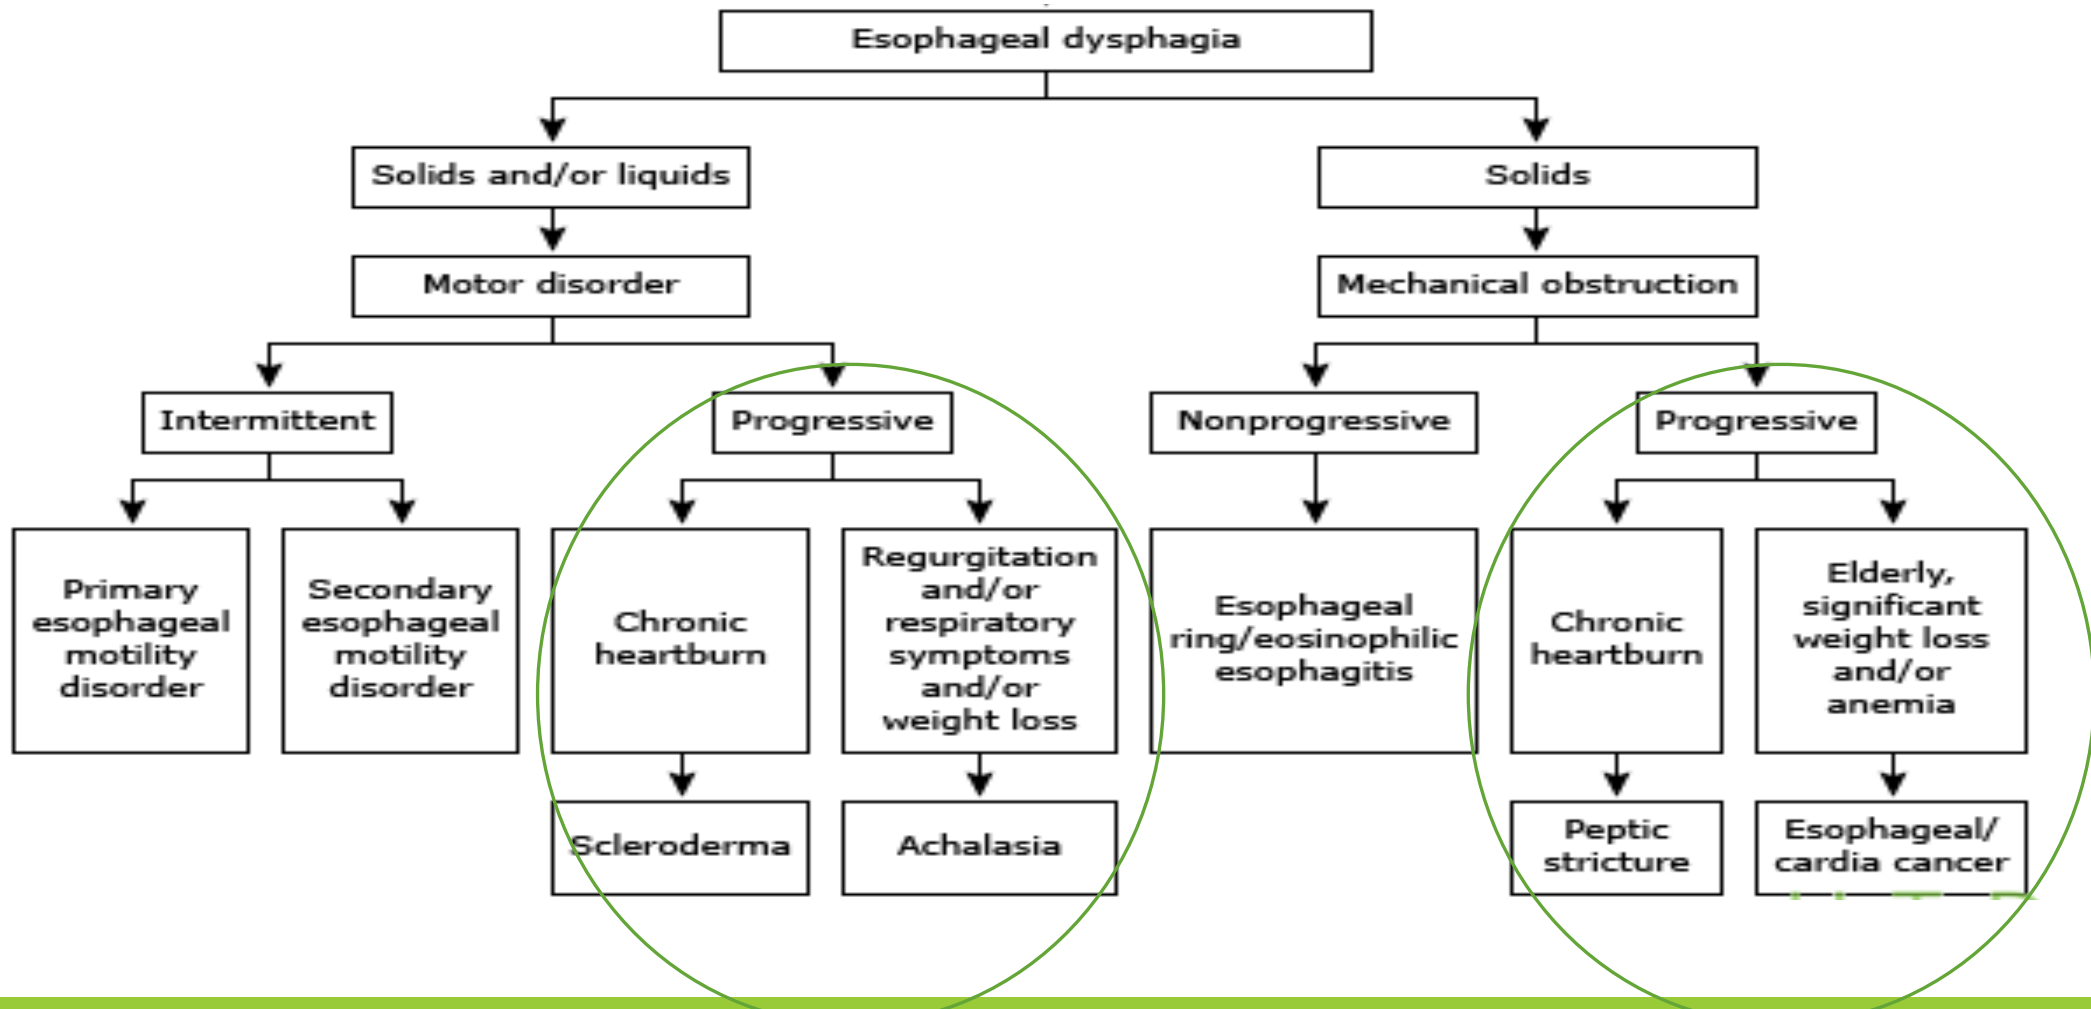 Esophageal dysphagia
Solids and/or liquids
Solids
Motor disorder
Mechanical obstruction
Intermittent
Progressive
Nonprogressive
Progressive
Primary
esophageal
motility
disorder
Secondary
esophageal
motility
disorder
Chronic
heartburn
Regurgitation
and/or
respiratory
symptoms
and/or
weight loss
Esophageal
ring/eosinophilic
esophagitis
Chronic
heartburn
Elderly,
significant
weight loss
and/or
anemia
Scleroderma
Achalasia
Peptic
stricture
Esophageal/
cardia cancer